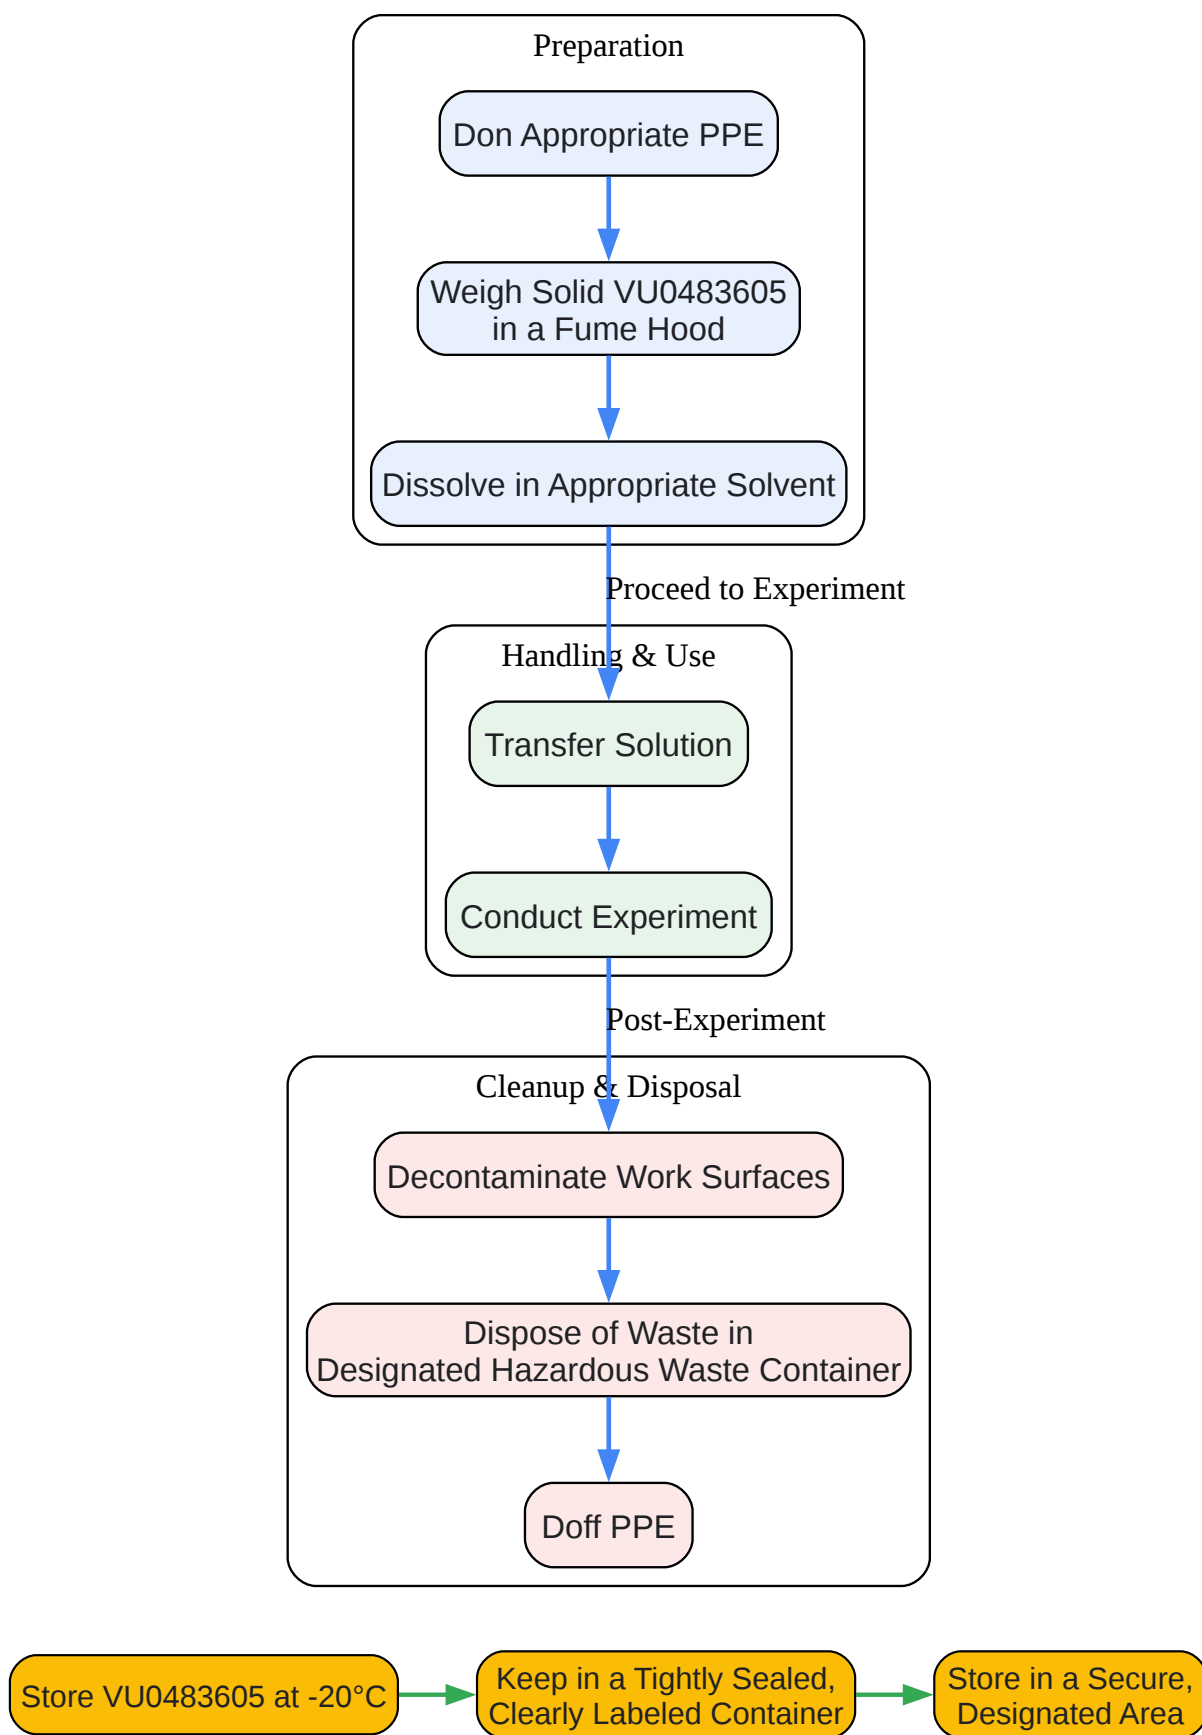 Preparation
Don Appropriate PPE
Weigh Solid VU0483605
in a Fume Hood
Dissolve in Appropriate Solvent
Proceed to Experiment
Handling & Use
Transfer Solution
Conduct Experiment
Post-Experiment
Cleanup & Disposal
Decontaminate Work Surfaces
Dispose of Waste in
Designated Hazardous Waste Container
Doff PPE
Store VU0483605 at -20°C
Keep in a Tightly Sealed,
Clearly Labeled Container
Store in a Secure,
Designated Area